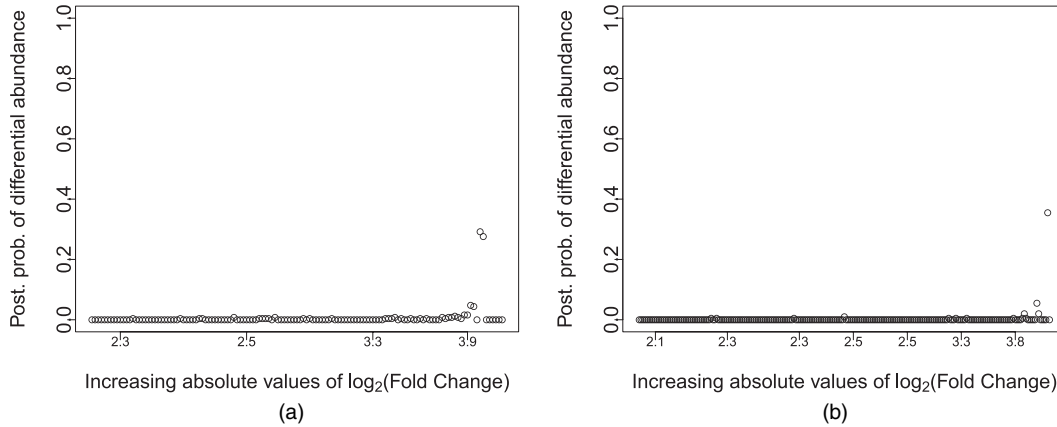 Post. prob. of differential abundance
1.0
0.8
0.6
0.4
0.2
0.0
2:3 2:5 3:3 3:9
Increasing absolute values of log₂(Fold Change)
(a)
Post. prob. of differential abundance
1.0
0.8
0.6
0.4
0.2
0.0
2:1 2:3 2:3 2:5 2:5 3:3 3:8
Increasing absolute values of log₂(Fold Change)
(b)